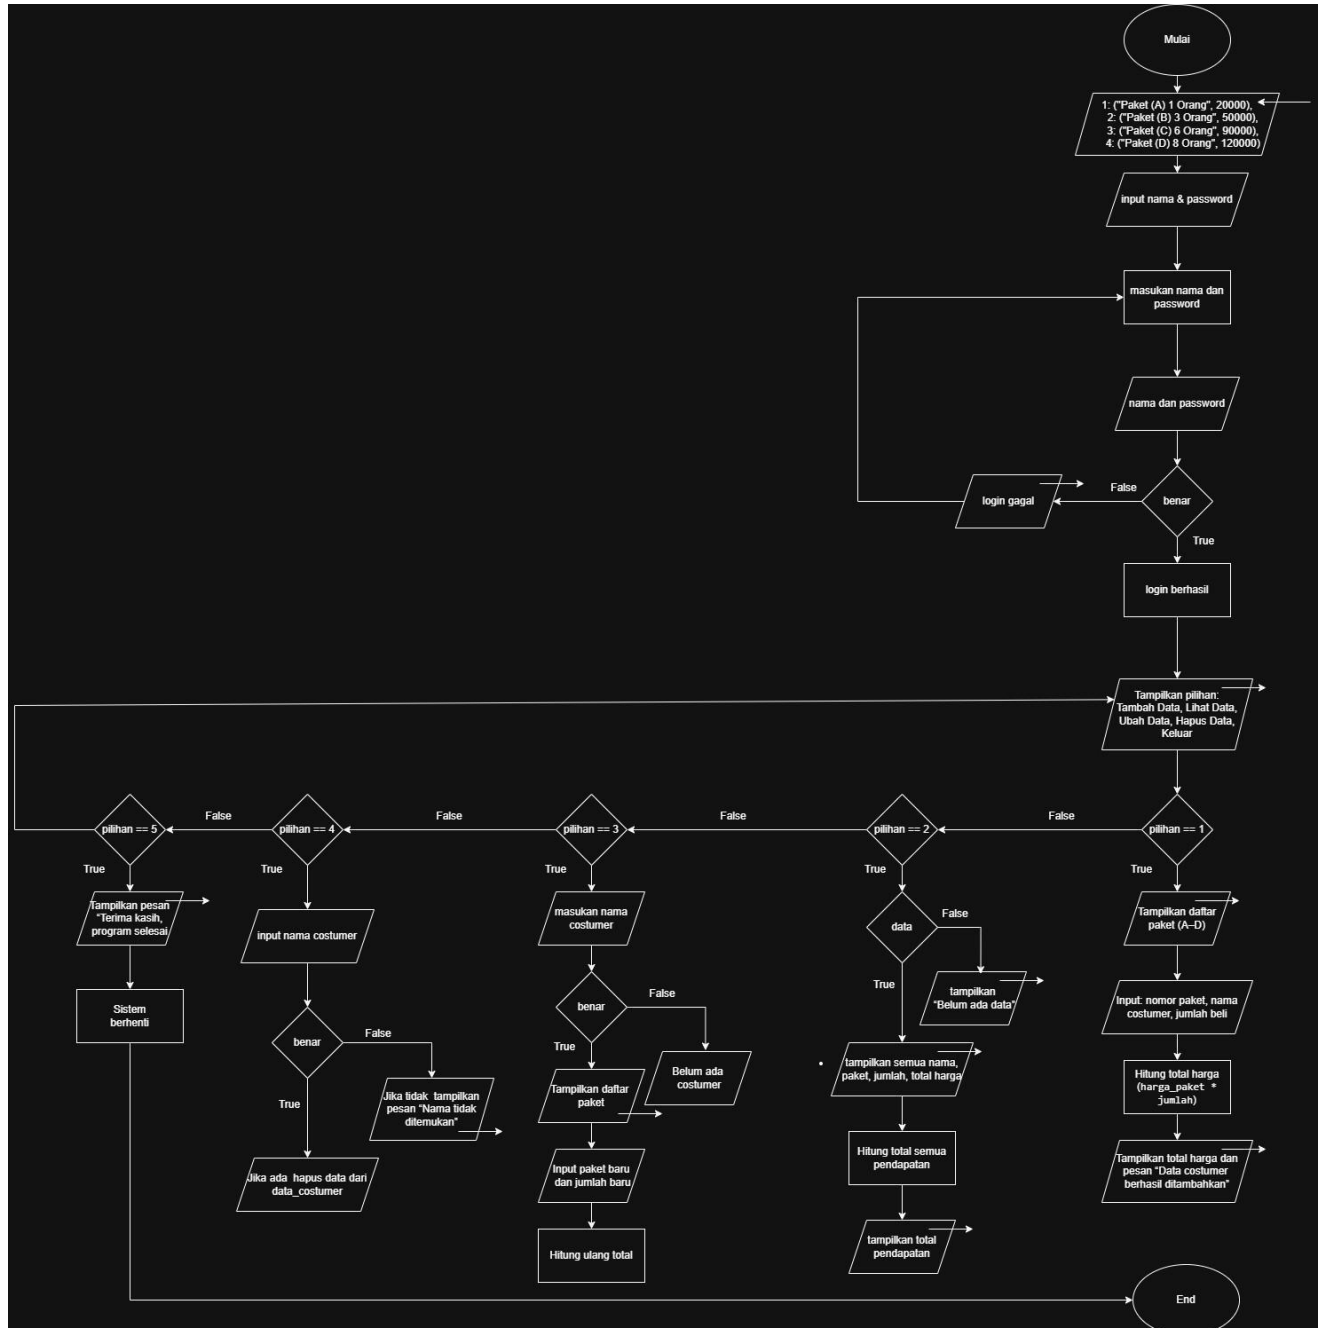 Mulai
1: ("Paket (A) 1 Orang", 20000),
2: ("Paket (B) 3 Orang", 50000),
3: ("Paket (C) 6 Orang", 90000),
4: ("Paket (D) 8 Orang", 120000)
input nama & password
masukan nama dan
password
nama dan password
benar
False
login gagal
True
login berhasil
Tampilkan pilihan:
Tambah Data, Lihat Data,
Ubah Data, Hapus Data,
Keluar
pilihan == 1
False
pilihan == 2
False
pilihan == 3
False
pilihan == 4
False
pilihan == 5
True
Tampilkan pesan
"Terima kasih,
program selesai
Sistem
berhenti
True
input nama costumer
benar
False
Jika tidak tampilkan
pesan "Nama tidak
ditemukan"
True
Jika ada hapus data dari
data_costumer
True
masukan nama
costumer
benar
False
Belum ada
costumer
True
Tampilkan daftar
paket
Input paket baru
dan jumlah baru
Hitung ulang total
True
data
False
tampilkan
"Belum ada data"
True
tampilkan semua nama,
paket, jumlah, total harga
Hitung total semua
pendapatan
tampilkan total
pendapatan
True
Tampilkan daftar
paket (A–D)
Input: nomor paket, nama
costumer, jumlah beli
Hitung total harga
(harga_paket *
jumlah)
Tampilkan total harga dan
pesan "Data costumer
berhasil ditambahkan"
End